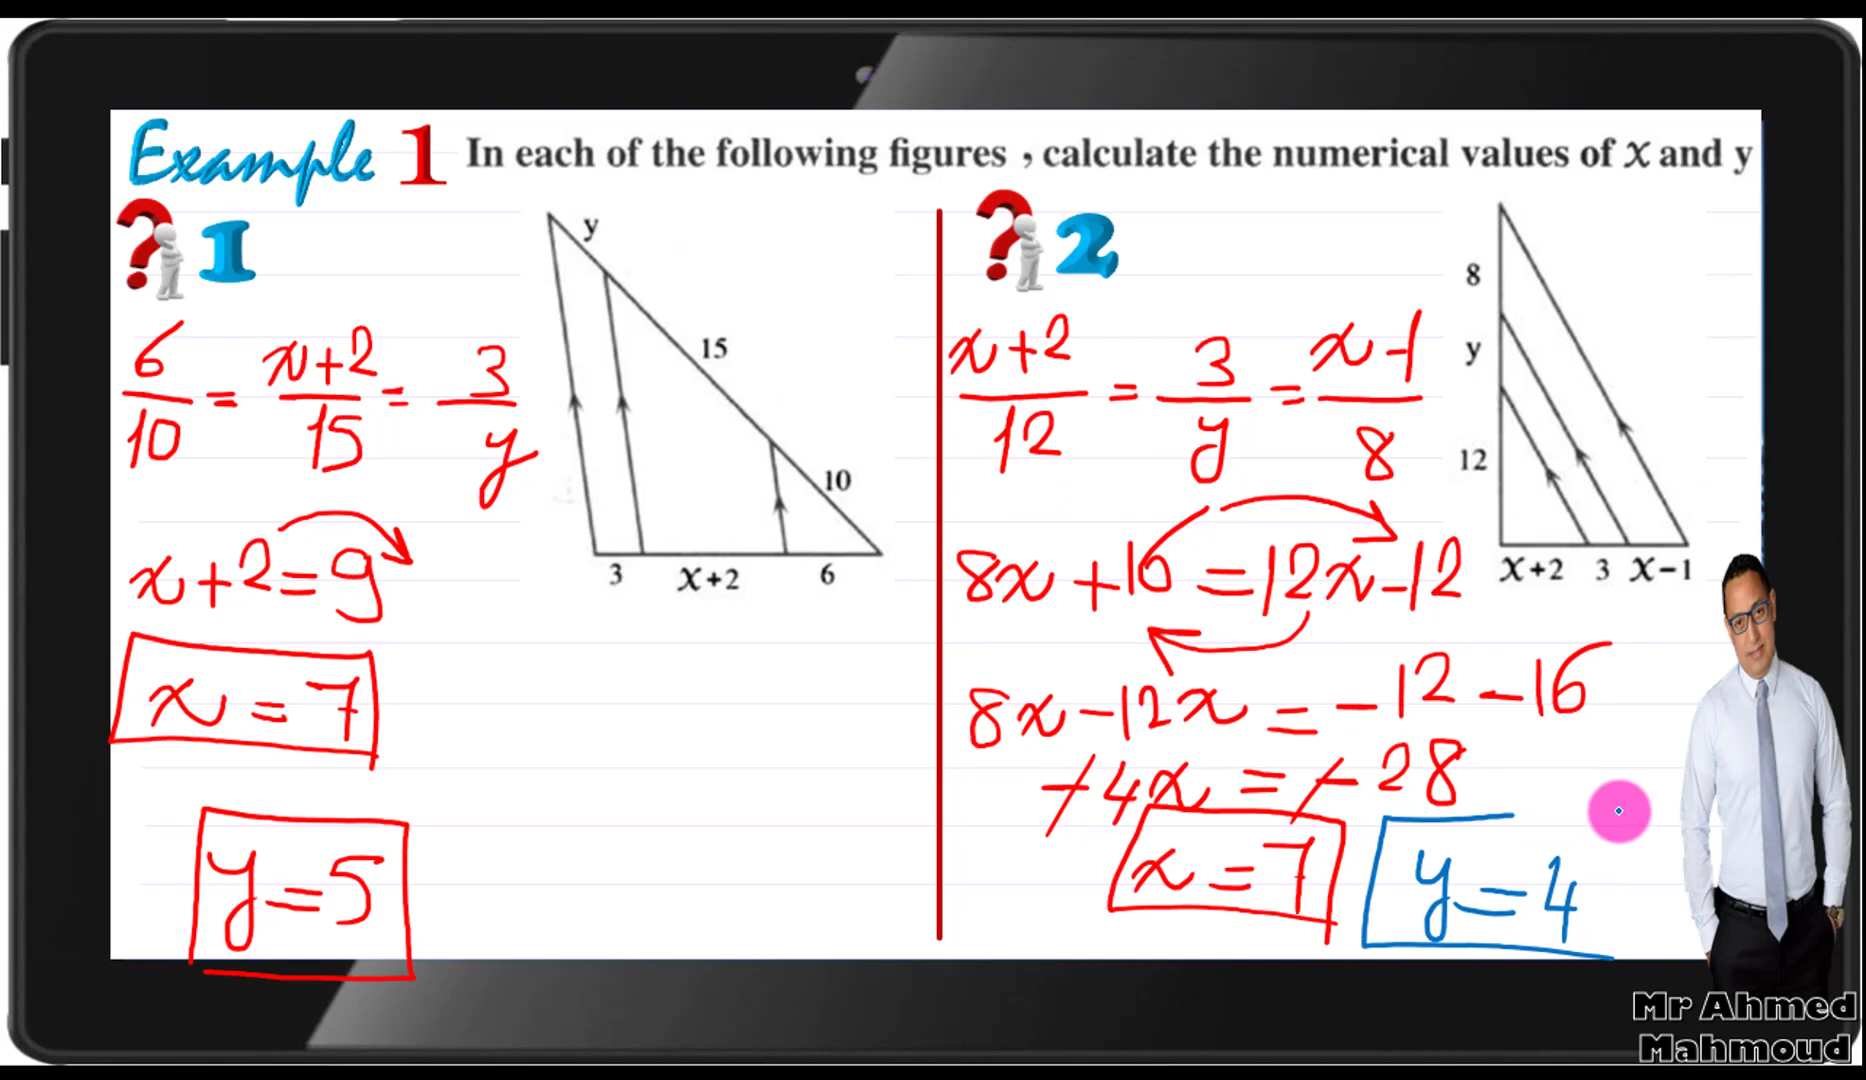 Example 1 In each of the following figures , calculate the numerical values of x and y
? 1
y
15
10
3 x+2 6
6/10 = x+2/15 = 3/y
x+2=9
x = 7
y=5
? 2
8
y
12
x+2 3 x-1
x+2/12 = 3/y = x-1/8
8x+16 = 12x-12
8x-12x = -12-16
-4x = -28
x=7
y=4
Mr Ahmed
Mahmoud